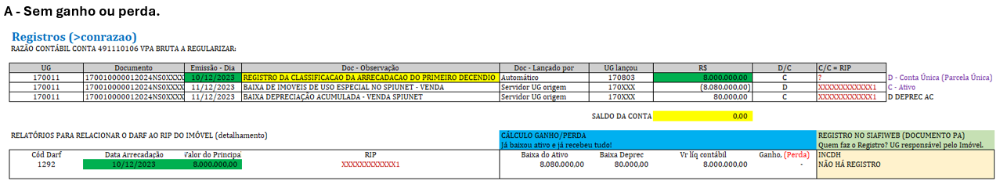 A - Sem ganho ou perda.
Registros (>conrazao)
RAZÃO CONTÁBIL CONTA 491110106 VPA BRUTA A REGULARIZAR:
UG Documento Emissão - Dia Doc - Observação Doc - Lançado por UG lançou R$ D/C C/C = RIP
170011 170010000012024NS0XXXX 10/12/2023 REGISTRO DA CLASSIFICACAO DA ARRECADACAO DO PRIMEIRO DECENDIO Automático 170803 8.000.000,00 C ? D - Conta Única (Parcela Única)
170011 170010000012024NS0XXXX 11/12/2023 BAIXA DE IMOVEIS DE USO ESPECIAL NO SPIUNET - VENDA Servidor UG origem 170XXX (8.080.000,00) D XXXXXXXXXXXX1 C - Ativo
170011 170010000012024NS0XXXX 11/12/2023 BAIXA DEPRECIAÇÃO ACUMULADA - VENDA SPIUNET Servidor UG origem 170XXX 80.000,00 C XXXXXXXXXXXX1 D DEPREC AC
SALDO DA CONTA 0,00
RELATÓRIOS PARA RELACIONAR O DARF AO RIP DO IMÓVEL (detalhamento) CÁLCULO GANHO/PERDA REGISTRO NO SIAFIWEB (DOCUMENTO PA)
Já baixou ativo e já recebeu tudo! Quem faz o Registro? UG responsável pelo Imóvel.
Cód Darf Data Arrecadação Valor do Principa RIP Baixa do Ativo Baixa Deprec Vr líq contábil Ganho, (Perda) INCDH
1292 10/12/2023 8.000.000,00 XXXXXXXXXXXX1 8.080.000,00 80.000,00 8.000.000,00 - NÃO HÁ REGISTRO